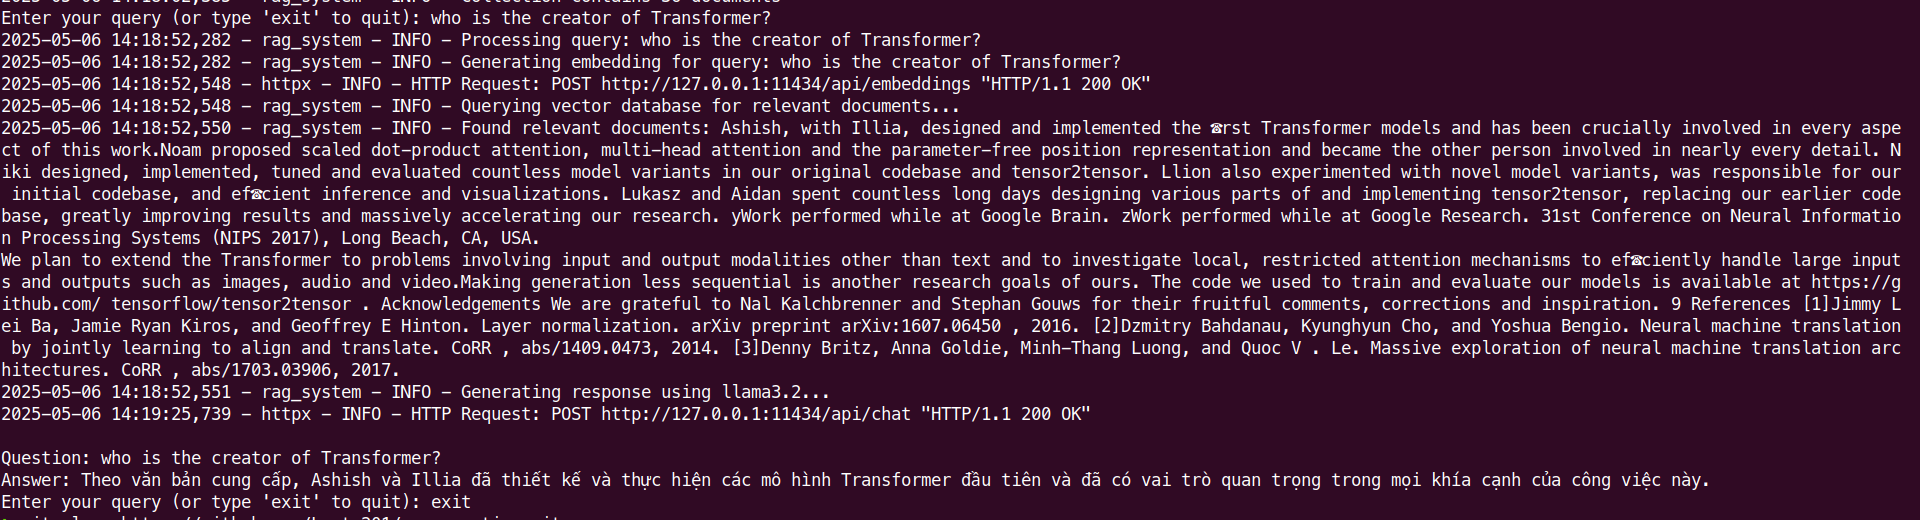 Enter your query (or type 'exit' to quit): who is the creator of Transformer?
2025-05-06 14:18:52,282 - rag_system - INFO - Processing query: who is the creator of Transformer?
2025-05-06 14:18:52,282 - rag_system - INFO - Generating embedding for query: who is the creator of Transformer?
2025-05-06 14:18:52,548 - httpx - INFO - HTTP Request: POST http://127.0.0.1:11434/api/embeddings "HTTP/1.1 200 OK"
2025-05-06 14:18:52,548 - rag_system - INFO - Querying vector database for relevant documents...
2025-05-06 14:18:52,550 - rag_system - INFO - Found relevant documents: Ashish, with Illia, designed and implemented the ☎rst Transformer models and has been crucially involved in every aspe
ct of this work.Noam proposed scaled dot-product attention, multi-head attention and the parameter-free position representation and became the other person involved in nearly every detail. N
iki designed, implemented, tuned and evaluated countless model variants in our original codebase and tensor2tensor. Llion also experimented with novel model variants, was responsible for our
 initial codebase, and ef☎cient inference and visualizations. Lukasz and Aidan spent countless long days designing various parts of and implementing tensor2tensor, replacing our earlier code
base, greatly improving results and massively accelerating our research. yWork performed while at Google Brain. zWork performed while at Google Research. 31st Conference on Neural Informatio
n Processing Systems (NIPS 2017), Long Beach, CA, USA.
We plan to extend the Transformer to problems involving input and output modalities other than text and to investigate local, restricted attention mechanisms to ef☎ciently handle large input
s and outputs such as images, audio and video.Making generation less sequential is another research goals of ours. The code we used to train and evaluate our models is available at https://g
ithub.com/ tensorflow/tensor2tensor . Acknowledgements We are grateful to Nal Kalchbrenner and Stephan Gouws for their fruitful comments, corrections and inspiration. 9 References [1]Jimmy L
ei Ba, Jamie Ryan Kiros, and Geoffrey E Hinton. Layer normalization. arXiv preprint arXiv:1607.06450 , 2016. [2]Dzmitry Bahdanau, Kyunghyun Cho, and Yoshua Bengio. Neural machine translation
 by jointly learning to align and translate. CoRR , abs/1409.0473, 2014. [3]Denny Britz, Anna Goldie, Minh-Thang Luong, and Quoc V . Le. Massive exploration of neural machine translation arc
hitectures. CoRR , abs/1703.03906, 2017.
2025-05-06 14:18:52,551 - rag_system - INFO - Generating response using llama3.2...
2025-05-06 14:19:25,739 - httpx - INFO - HTTP Request: POST http://127.0.0.1:11434/api/chat "HTTP/1.1 200 OK"
Question: who is the creator of Transformer?
Answer: Theo văn bản cung cấp, Ashish và Illia đã thiết kế và thực hiện các mô hình Transformer đầu tiên và đã có vai trò quan trọng trong mọi khía cạnh của công việc này.
Enter your query (or type 'exit' to quit): exit